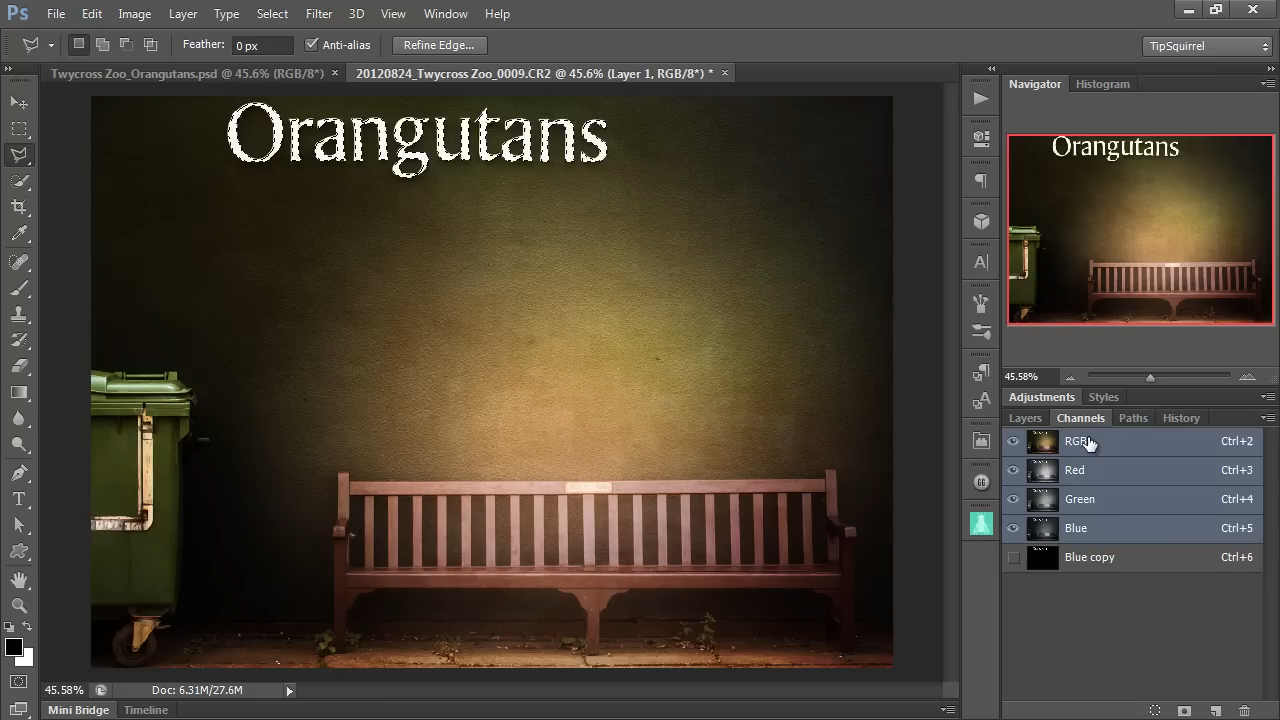 Ps File Edit Image Layer Type Select Filter 3D View Window Help
Feather: 0 px Anti-alias Refine Edge... TipSquirrel
Twycross Zoo_Orangutans.psd @ 45.6% (RGB/8*) × 20120824_Twycross Zoo_0009.CR2 @ 45.6% (Layer 1, RGB/8*) * ×
Navigator Histogram
Orangutans
Orangutans
45.58%
Adjustments Styles
Layers Channels Paths History
RGB Ctrl+2
Red Ctrl+3
Green Ctrl+4
Blue Ctrl+5
Blue copy Ctrl+6
45.58% Doc: 6.31M/27.6M
Mini Bridge Timeline